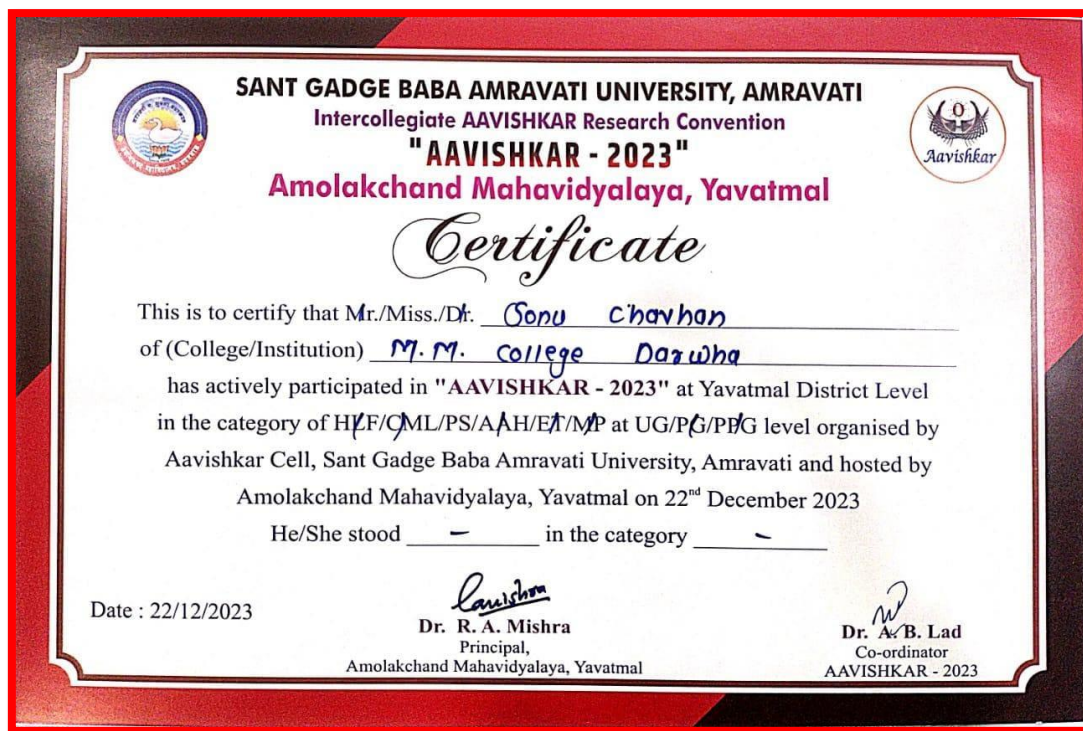 SANT GADGE BABA AMRAVATI UNIVERSITY, AMRAVATI
Intercollegiate AAVISHKAR Research Convention
"AAVISHKAR - 2023"
Aavishkar
Amolakchand Mahavidyalaya, Yavatmal
Certificate
This is to certify that Mr./Miss./Dr. Sonu Chavhan
of (College/Institution) M. M. College Darwha
has actively participated in "AAVISHKAR - 2023" at Yavatmal District Level
in the category of HLF/CML/PS/AAH/ET/MP at UG/PG/PPG level organised by
Aavishkar Cell, Sant Gadge Baba Amravati University, Amravati and hosted by
Amolakchand Mahavidyalaya, Yavatmal on 22nd December 2023
He/She stood - in the category -
Date : 22/12/2023
Dr. R. A. Mishra
Principal,
Amolakchand Mahavidyalaya, Yavatmal
Dr. A. B. Lad
Co-ordinator
AAVISHKAR - 2023